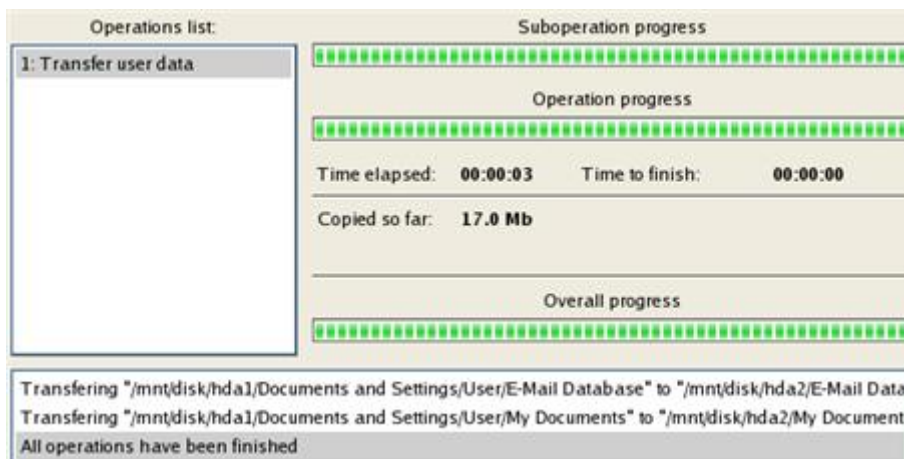 Operations list:
1: Transfer user data
Suboperation progress
Operation progress
Time elapsed: 00:00:03 Time to finish: 00:00:00
Copied so far: 17.0 Mb
Overall progress
Transfering "/mnt/disk/hda1/Documents and Settings/User/E-Mail Database" to "/mnt/disk/hda2/E-Mail Data
Transfering "/mnt/disk/hda1/Documents and Settings/User/My Documents" to "/mnt/disk/hda2/My Document
All operations have been finished